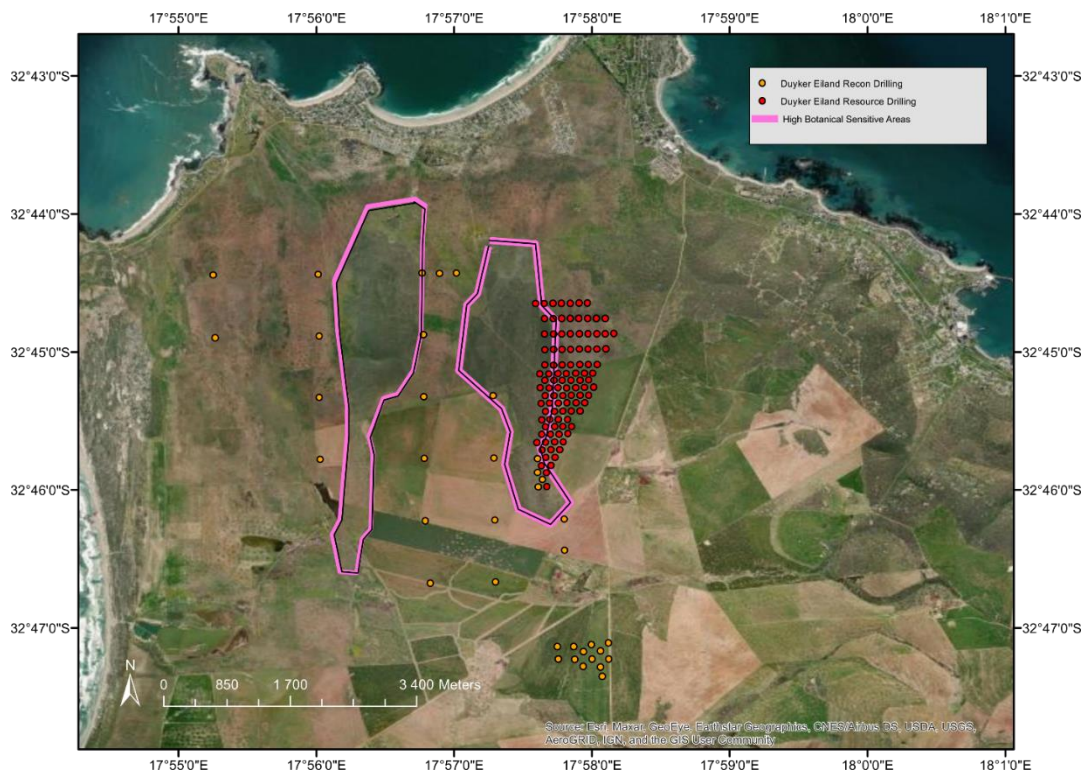 17°55'0"E 17°56'0"E 17°57'0"E 17°58'0"E 17°59'0"E 18°0'0"E 18°1'0"E
32°43'0"S 32°43'0"S
Duyker Eiland Recon Drilling
Duyker Eiland Resource Drilling
High Botanical Sensitive Areas
32°44'0"S 32°44'0"S
32°45'0"S 32°45'0"S
32°46'0"S 32°46'0"S
32°47'0"S 32°47'0"S
N
0 850 1 700 3 400 Meters
Source: Esri, Maxar, GeoEye, Earthstar Geographics, CNES/Airbus DS, USDA, USGS,
AeroGRID, IGN, and the GIS User Community
17°55'0"E 17°56'0"E 17°57'0"E 17°58'0"E 17°59'0"E 18°0'0"E 18°1'0"E